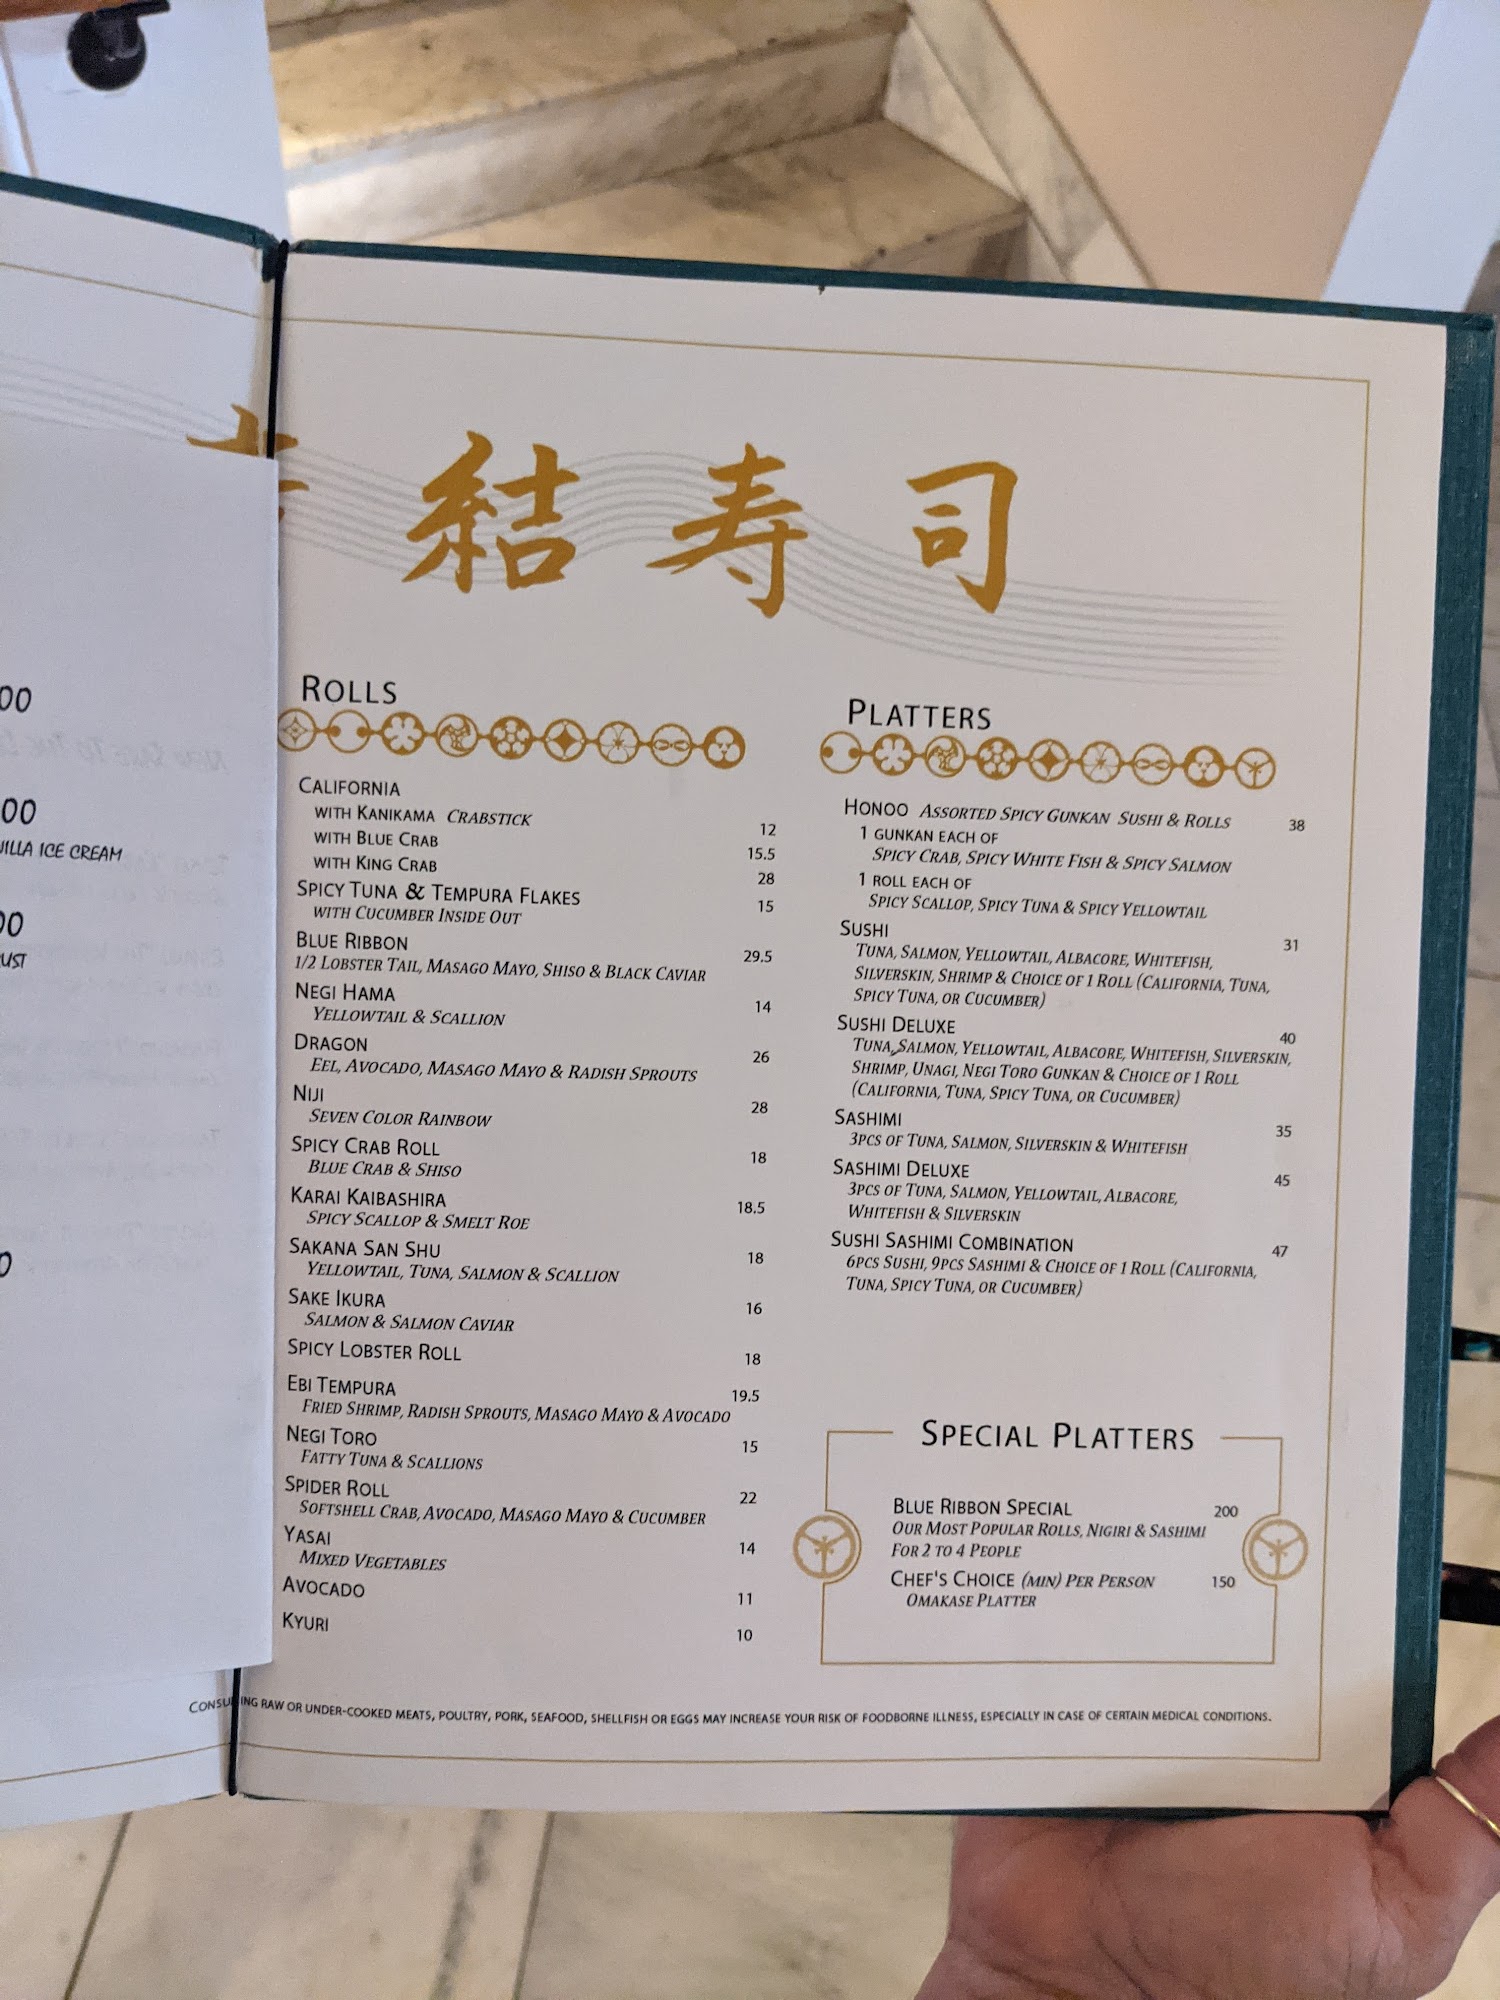 00
00
ILLA ICE CREAM
00
UST
0
結寿司
ROLLS
CALIFORNIA
WITH KANIKAMA CRABSTICK 12
WITH BLUE CRAB 15.5
WITH KING CRAB 28
SPICY TUNA & TEMPURA FLAKES 15
WITH CUCUMBER INSIDE OUT
BLUE RIBBON 29.5
1/2 LOBSTER TAIL, MASAGO MAYO, SHISO & BLACK CAVIAR
NEGI HAMA 14
YELLOWTAIL & SCALLION
DRAGON 26
EEL, AVOCADO, MASAGO MAYO & RADISH SPROUTS
NIJI 28
SEVEN COLOR RAINBOW
SPICY CRAB ROLL 18
BLUE CRAB & SHISO
KARAI KAIBASHIRA 18.5
SPICY SCALLOP & SMELT ROE
SAKANA SAN SHU 18
YELLOWTAIL, TUNA, SALMON & SCALLION
SAKE IKURA 16
SALMON & SALMON CAVIAR
SPICY LOBSTER ROLL 18
EBI TEMPURA 19.5
FRIED SHRIMP, RADISH SPROUTS, MASAGO MAYO & AVOCADO
NEGI TORO 15
FATTY TUNA & SCALLIONS
SPIDER ROLL 22
SOFTSHELL CRAB, AVOCADO, MASAGO MAYO & CUCUMBER
YASAI 14
MIXED VEGETABLES
AVOCADO 11
KYURI 10
PLATTERS
HONOO ASSORTED SPICY GUNKAN SUSHI & ROLLS 38
1 GUNKAN EACH OF
SPICY CRAB, SPICY WHITE FISH & SPICY SALMON
1 ROLL EACH OF
SPICY SCALLOP, SPICY TUNA & SPICY YELLOWTAIL
SUSHI 31
TUNA, SALMON, YELLOWTAIL, ALBACORE, WHITEFISH,
SILVERSKIN, SHRIMP & CHOICE OF 1 ROLL (CALIFORNIA, TUNA,
SPICY TUNA, OR CUCUMBER)
SUSHI DELUXE 40
TUNA, SALMON, YELLOWTAIL, ALBACORE, WHITEFISH, SILVERSKIN,
SHRIMP, UNAGI, NEGI TORO GUNKAN & CHOICE OF 1 ROLL
(CALIFORNIA, TUNA, SPICY TUNA, OR CUCUMBER)
SASHIMI 35
3PCS OF TUNA, SALMON, SILVERSKIN & WHITEFISH
SASHIMI DELUXE 45
3PCS OF TUNA, SALMON, YELLOWTAIL, ALBACORE,
WHITEFISH & SILVERSKIN
SUSHI SASHIMI COMBINATION 47
6PCS SUSHI, 9PCS SASHIMI & CHOICE OF 1 ROLL (CALIFORNIA,
TUNA, SPICY TUNA, OR CUCUMBER)
SPECIAL PLATTERS
BLUE RIBBON SPECIAL 200
OUR MOST POPULAR ROLLS, NIGIRI & SASHIMI
FOR 2 TO 4 PEOPLE
CHEF'S CHOICE (MIN) PER PERSON 150
OMAKASE PLATTER
CONSU ING RAW OR UNDER-COOKED MEATS, POULTRY, PORK, SEAFOOD, SHELLFISH OR EGGS MAY INCREASE YOUR RISK OF FOODBORNE ILLNESS, ESPECIALLY IN CASE OF CERTAIN MEDICAL CONDITIONS.